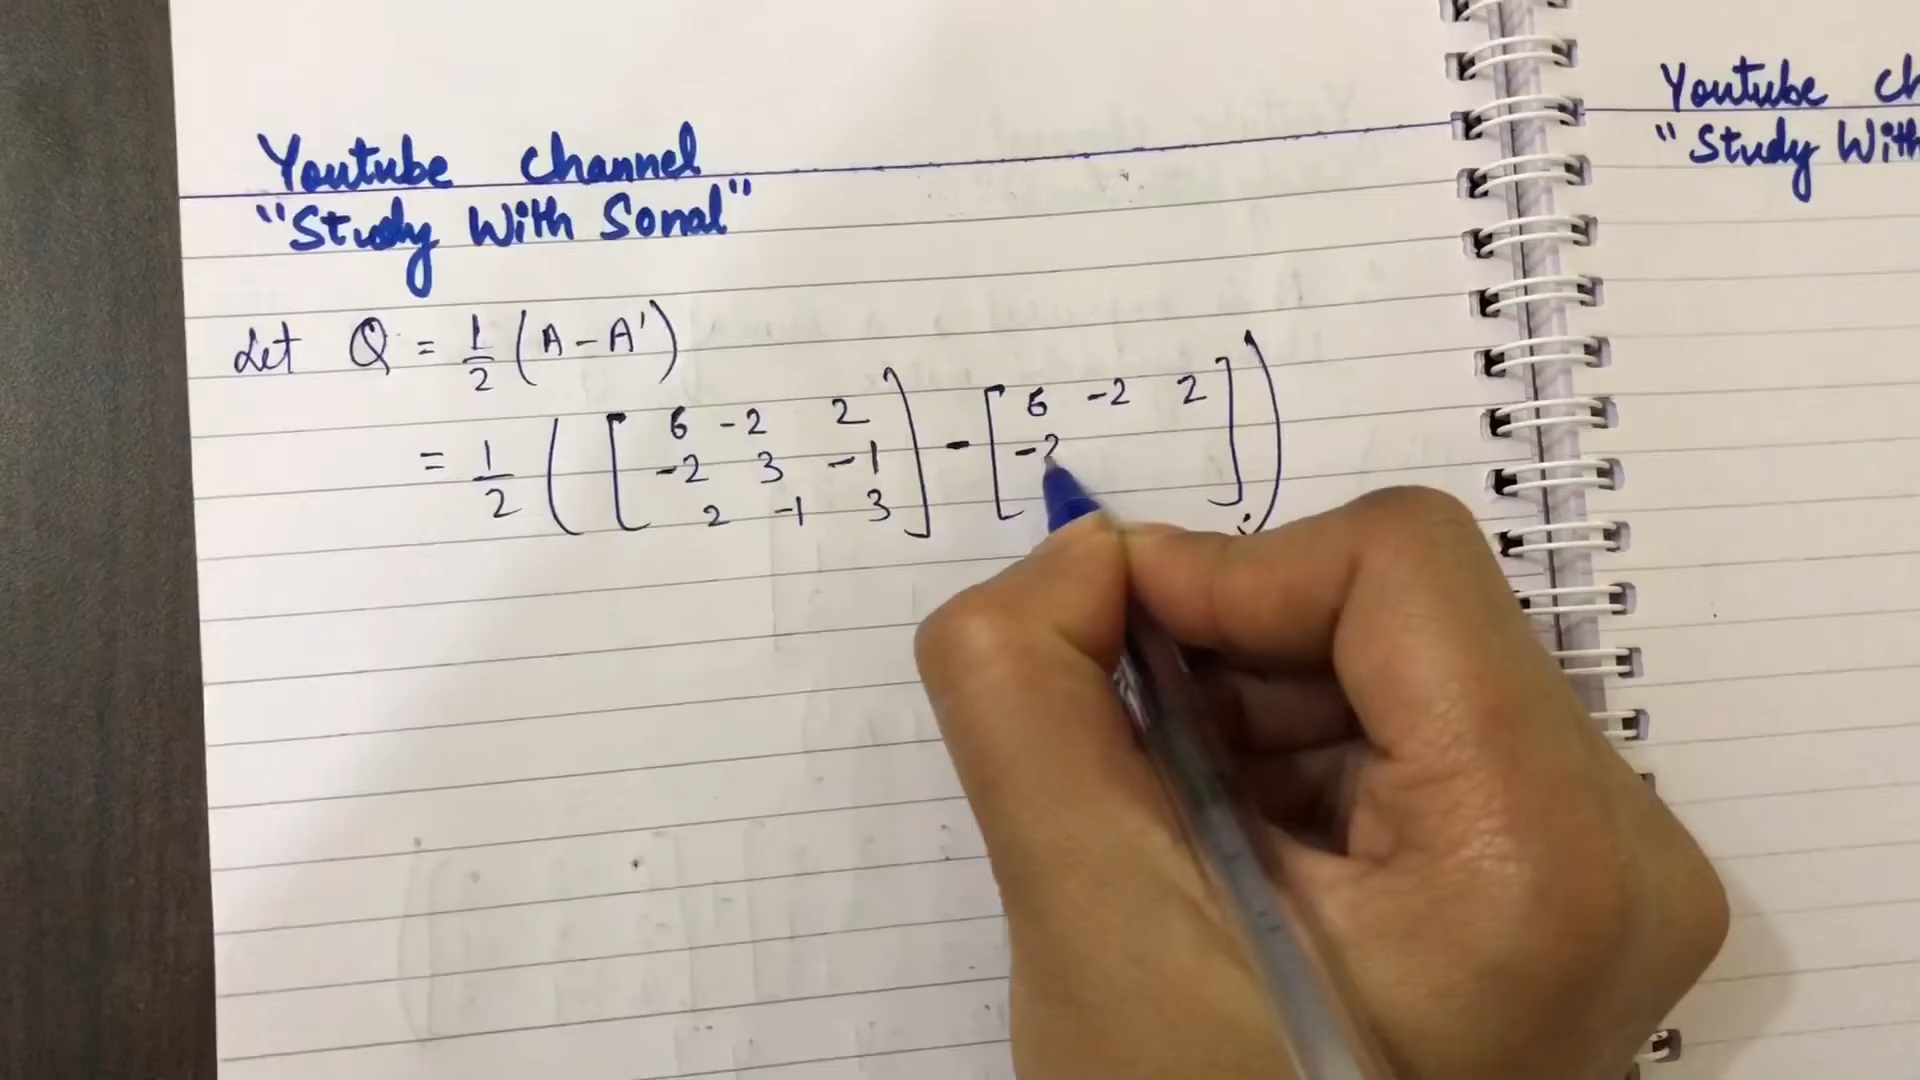 Youtube Channel
"Study With Sonal"
Let Q = 1/2 (A - A')
= 1/2 ( [ 6 -2 2
-2 3 -1
2 -1 3 ] - [ 6 -2 2
-2 ] )
Youtube Ch
"Study With